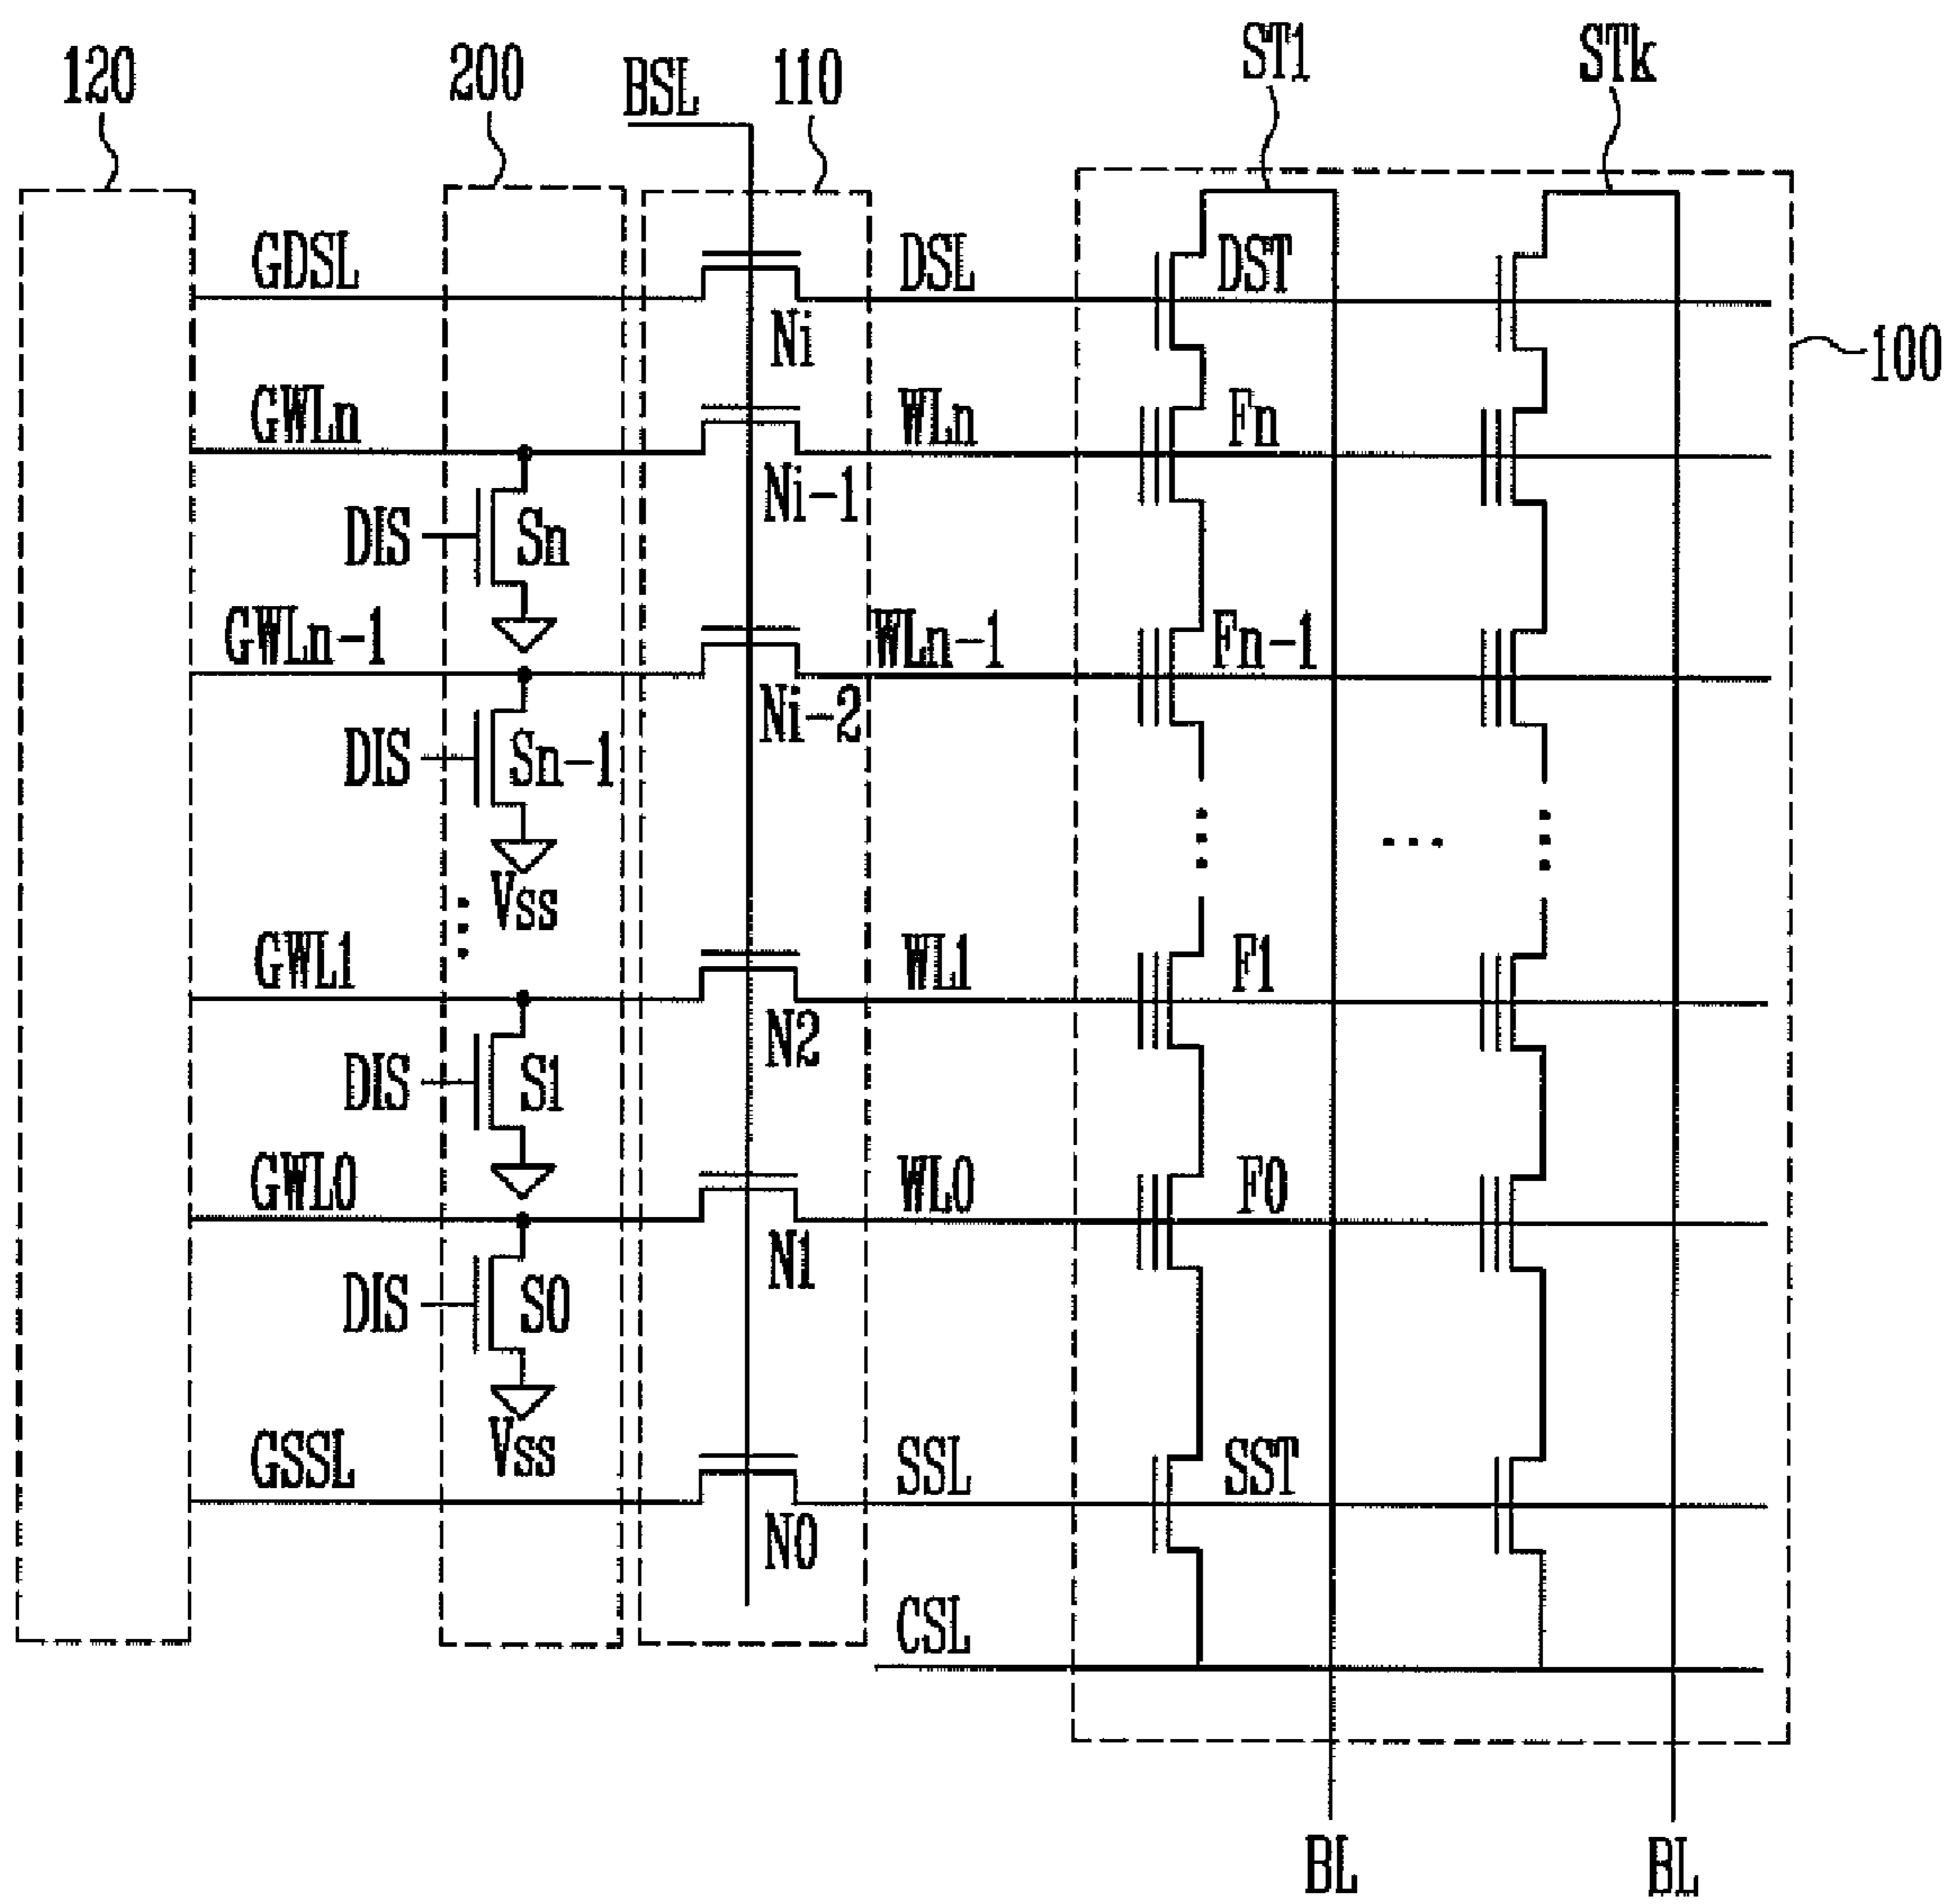 120 200 BSL 110 ST1 STk
GDSL DSL DST
Ni
100
GWLn WLn Fn
Ni-1
DIS Sn
GWLn-1 WLn-1 Fn-1
Ni-2
DIS Sn-1
Vss
GWL1 WL1 F1
N2
DIS S1
GWL0 WL0 F0
N1
DIS S0
Vss
GSSL SSL SST
N0
CSL
BL BL